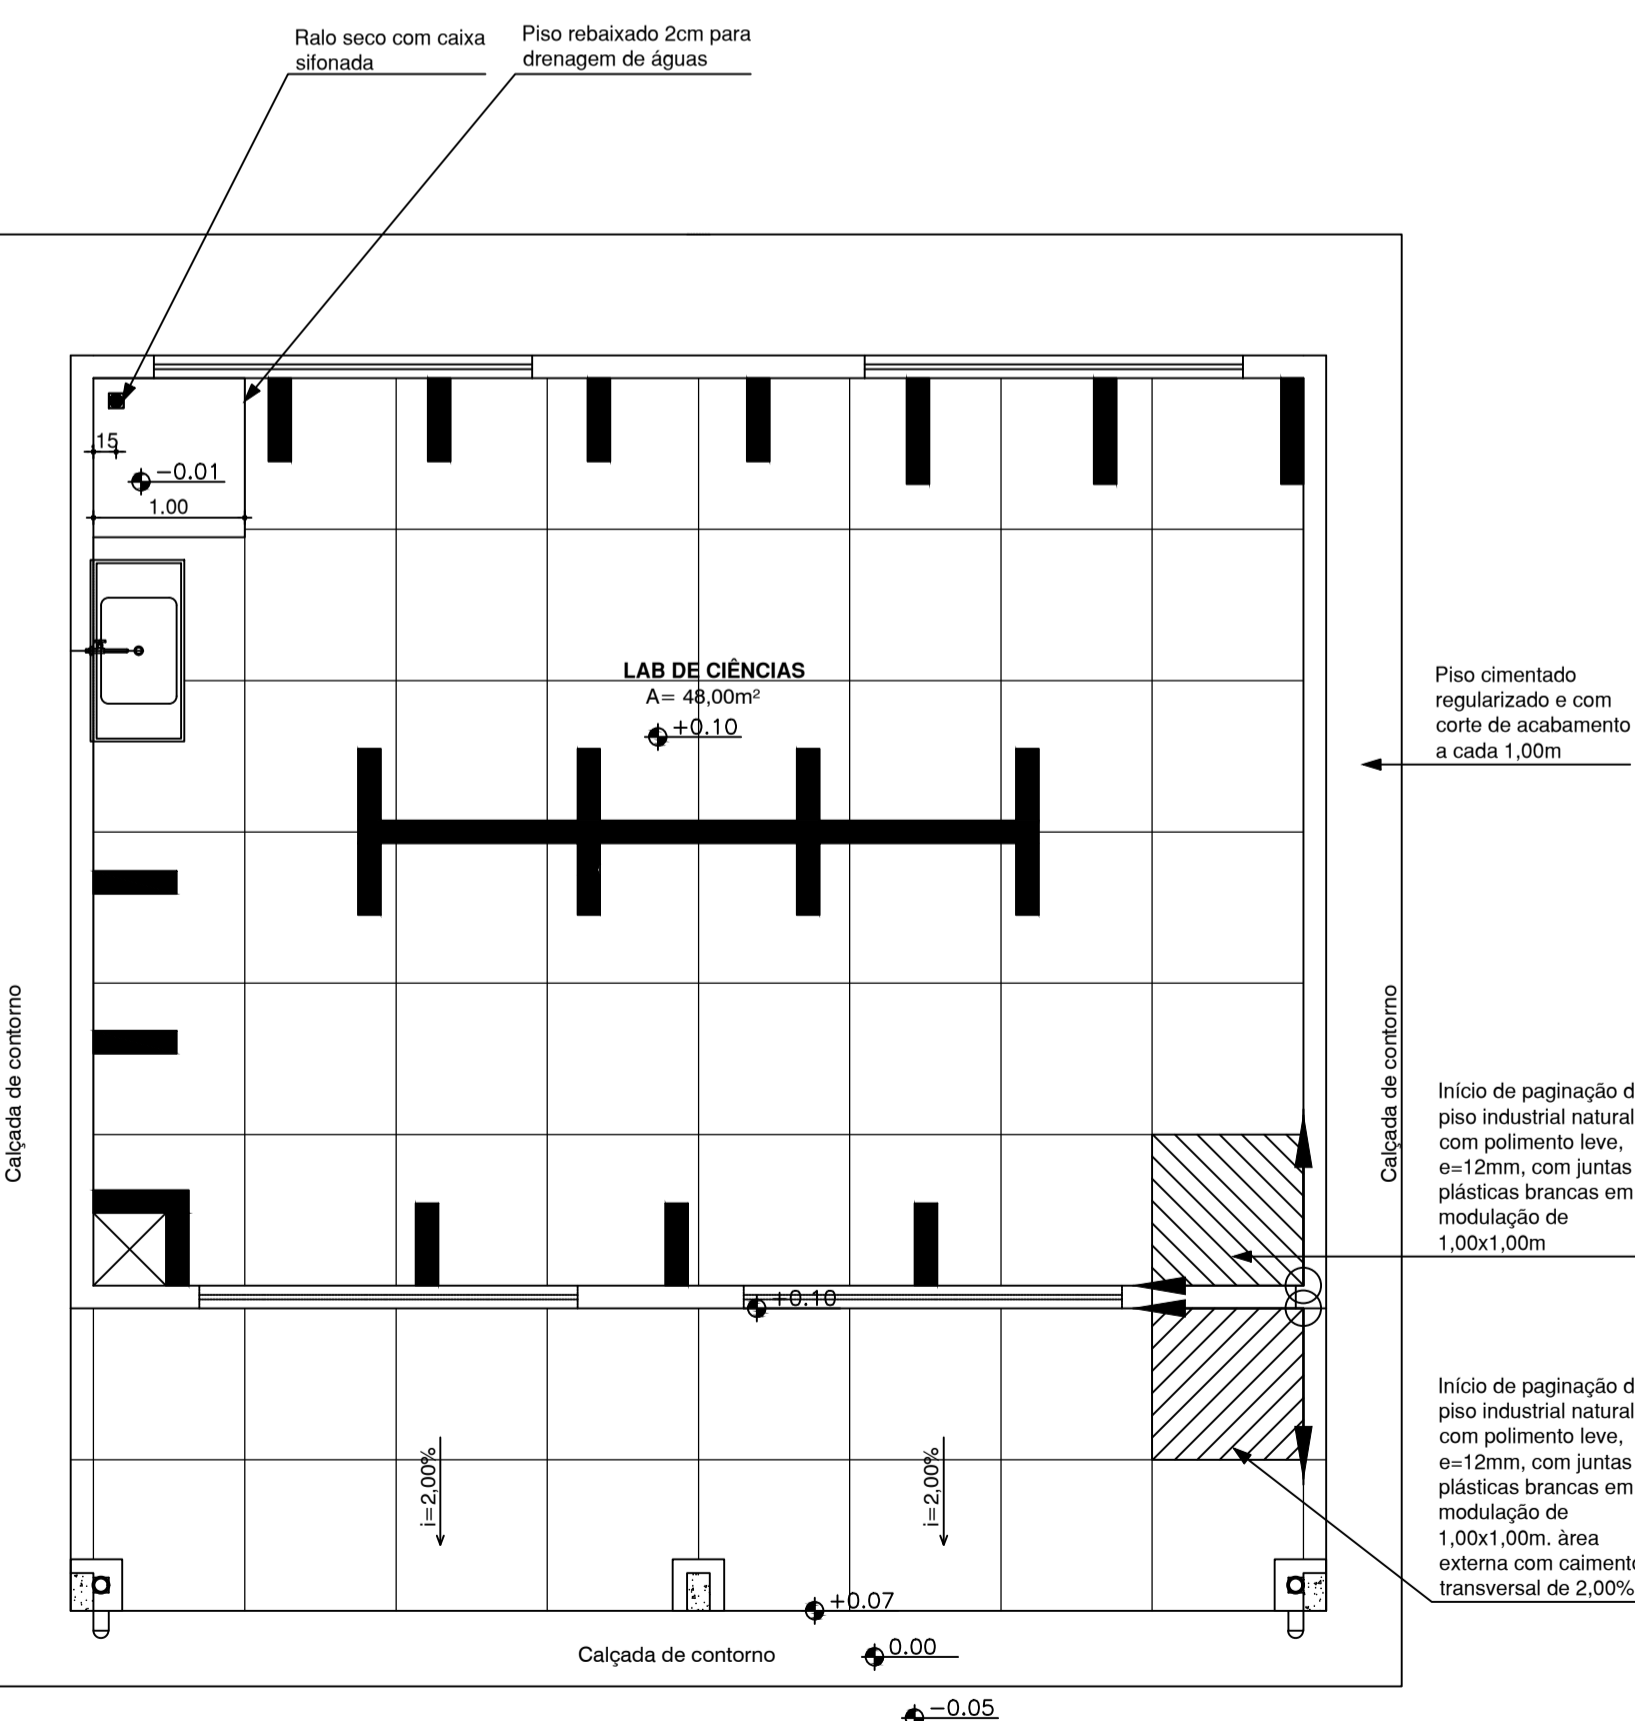 Ralo seco com caixa
sifonada
Piso rebaixado 2cm para
drenagem de águas
15
−0.01
1.00
LAB DE CIÊNCIAS
A= 48,00m²
+0.10
Piso cimentado
regularizado e com
corte de acabamento
a cada 1,00m
Calçada de contorno
Calçada de contorno
Início de paginação d
piso industrial natural
com polimento leve,
e=12mm, com juntas
plásticas brancas em
modulação de
1,00x1,00m
+0.10
i=2,00%
i=2,00%
Início de paginação d
piso industrial natural
com polimento leve,
e=12mm, com juntas
plásticas brancas em
modulação de
1,00x1,00m. àrea
externa com caimento
transversal de 2,00%
+0.07
Calçada de contorno
0.00
−0.05